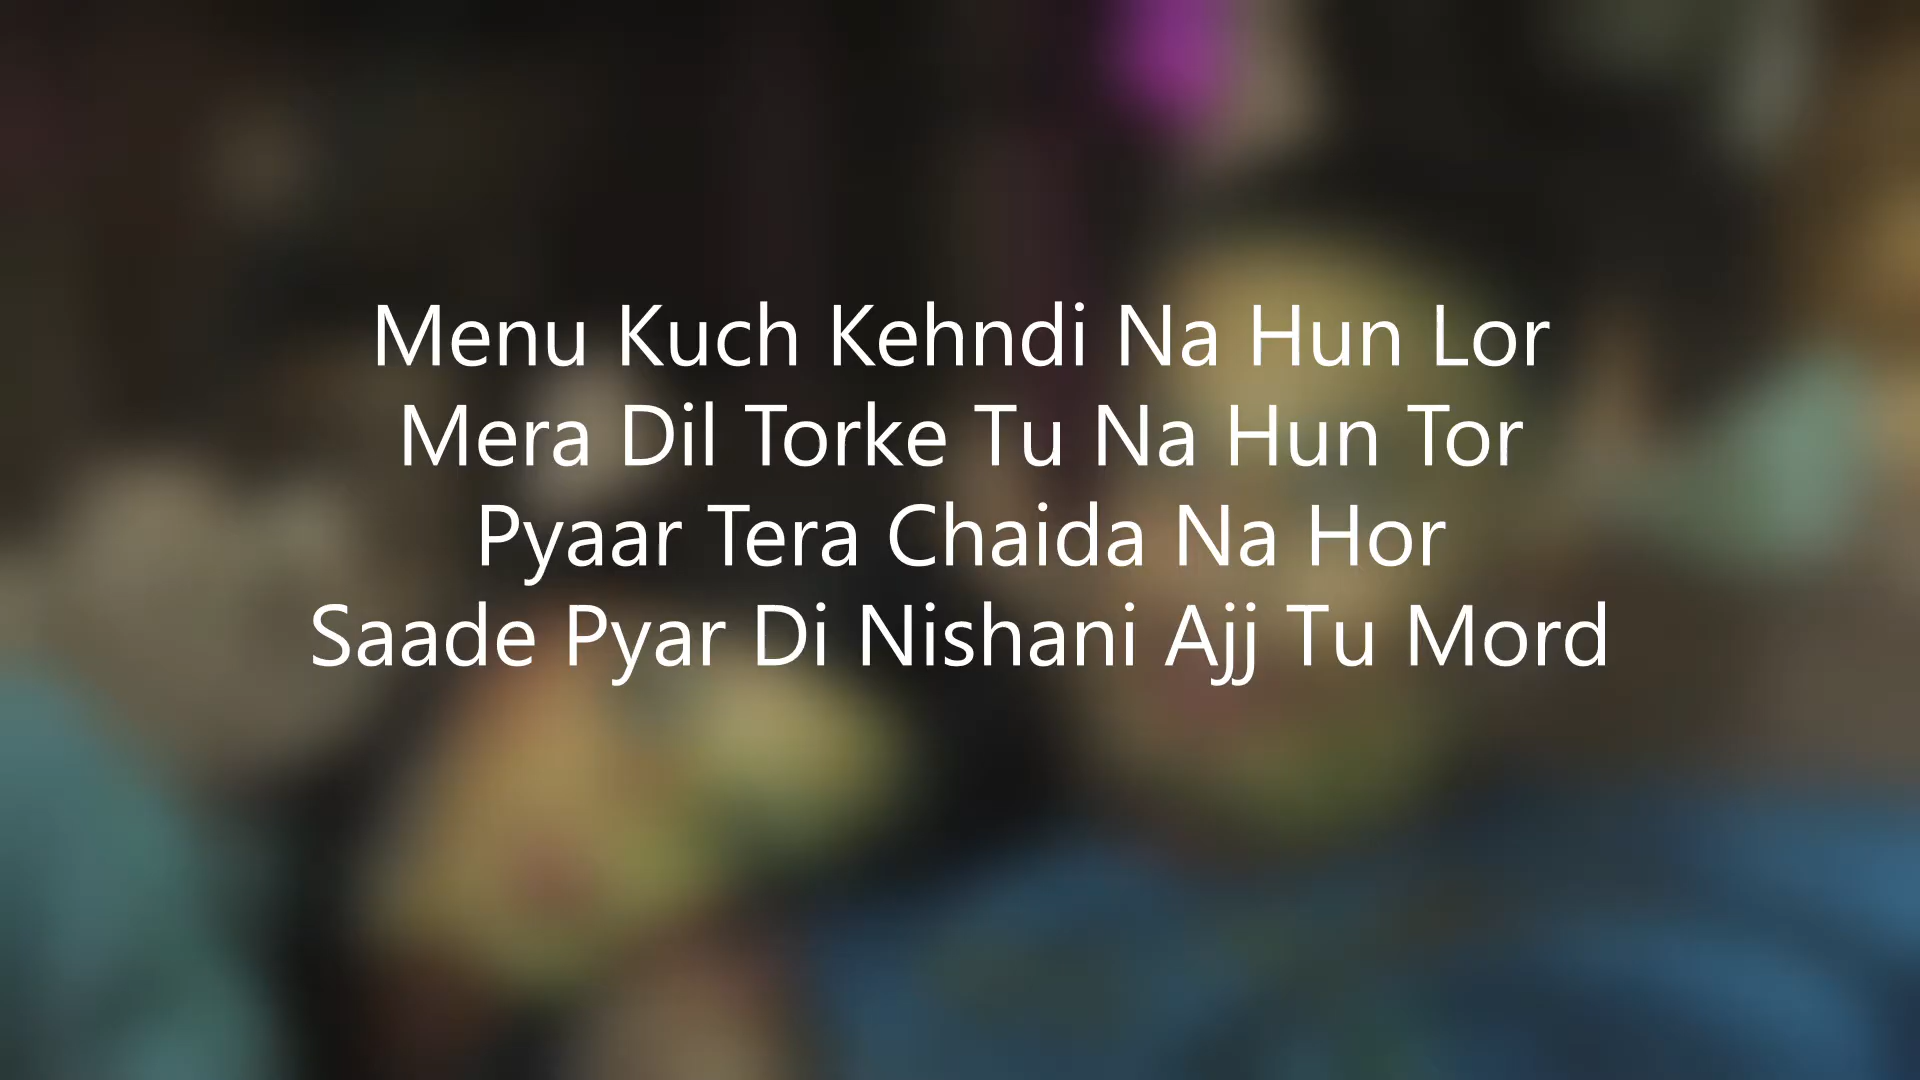 Menu Kuch Kehndi Na Hun Lor
Mera Dil Torke Tu Na Hun Tor
Pyaar Tera Chaida Na Hor
Saade Pyar Di Nishani Ajj Tu Mord